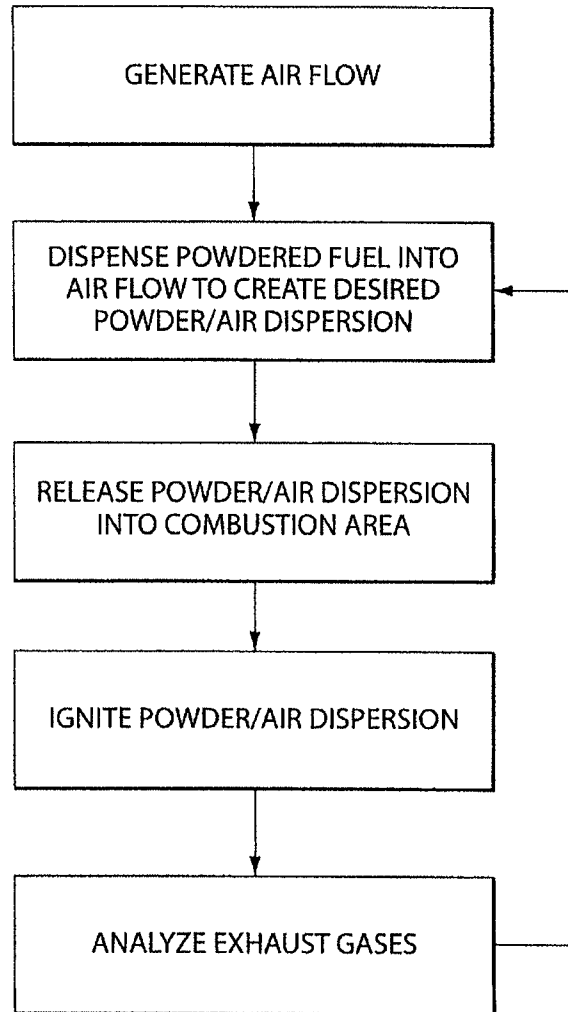 GENERATE AIR FLOW
DISPENSE POWDERED FUEL INTO
AIR FLOW TO CREATE DESIRED
POWDER/AIR DISPERSION
RELEASE POWDER/AIR DISPERSION
INTO COMBUSTION AREA
IGNITE POWDER/AIR DISPERSION
ANALYZE EXHAUST GASES